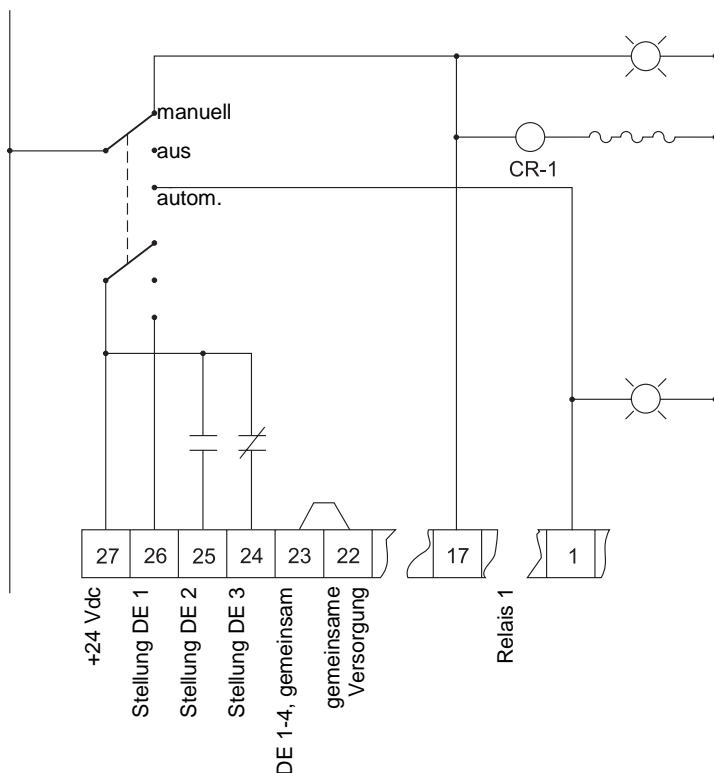 manuell
aus
autom.
CR-1
27 26 25 24 23 22 17 1
+24 Vdc
Stellung DE 1
Stellung DE 2
Stellung DE 3
DE 1-4, gemeinsam
gemeinsame
Versorgung
Relais 1